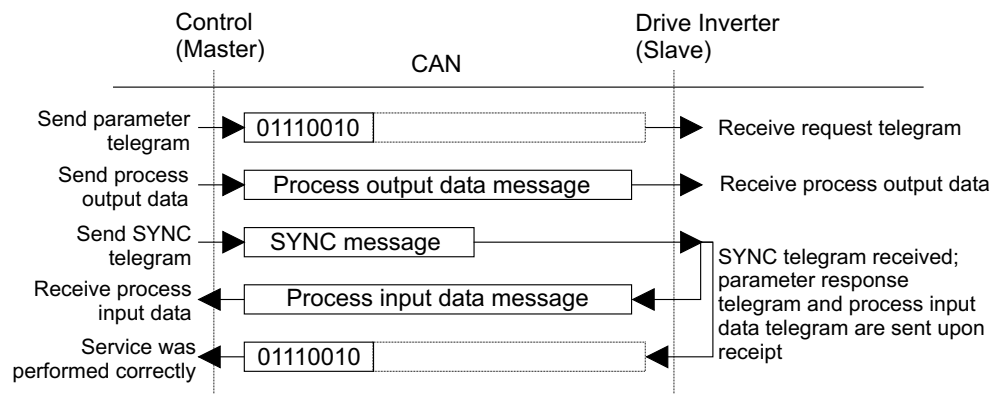 Control
(Master)
CAN
Drive Inverter
(Slave)
Send parameter
telegram
01110010
Receive request telegram
Send process
output data
Process output data message
Receive process output data
Send SYNC
telegram
SYNC message
SYNC telegram received;
parameter response
telegram and process input
data telegram are sent upon
receipt
Receive process
input data
Process input data message
Service was
performed correctly
01110010